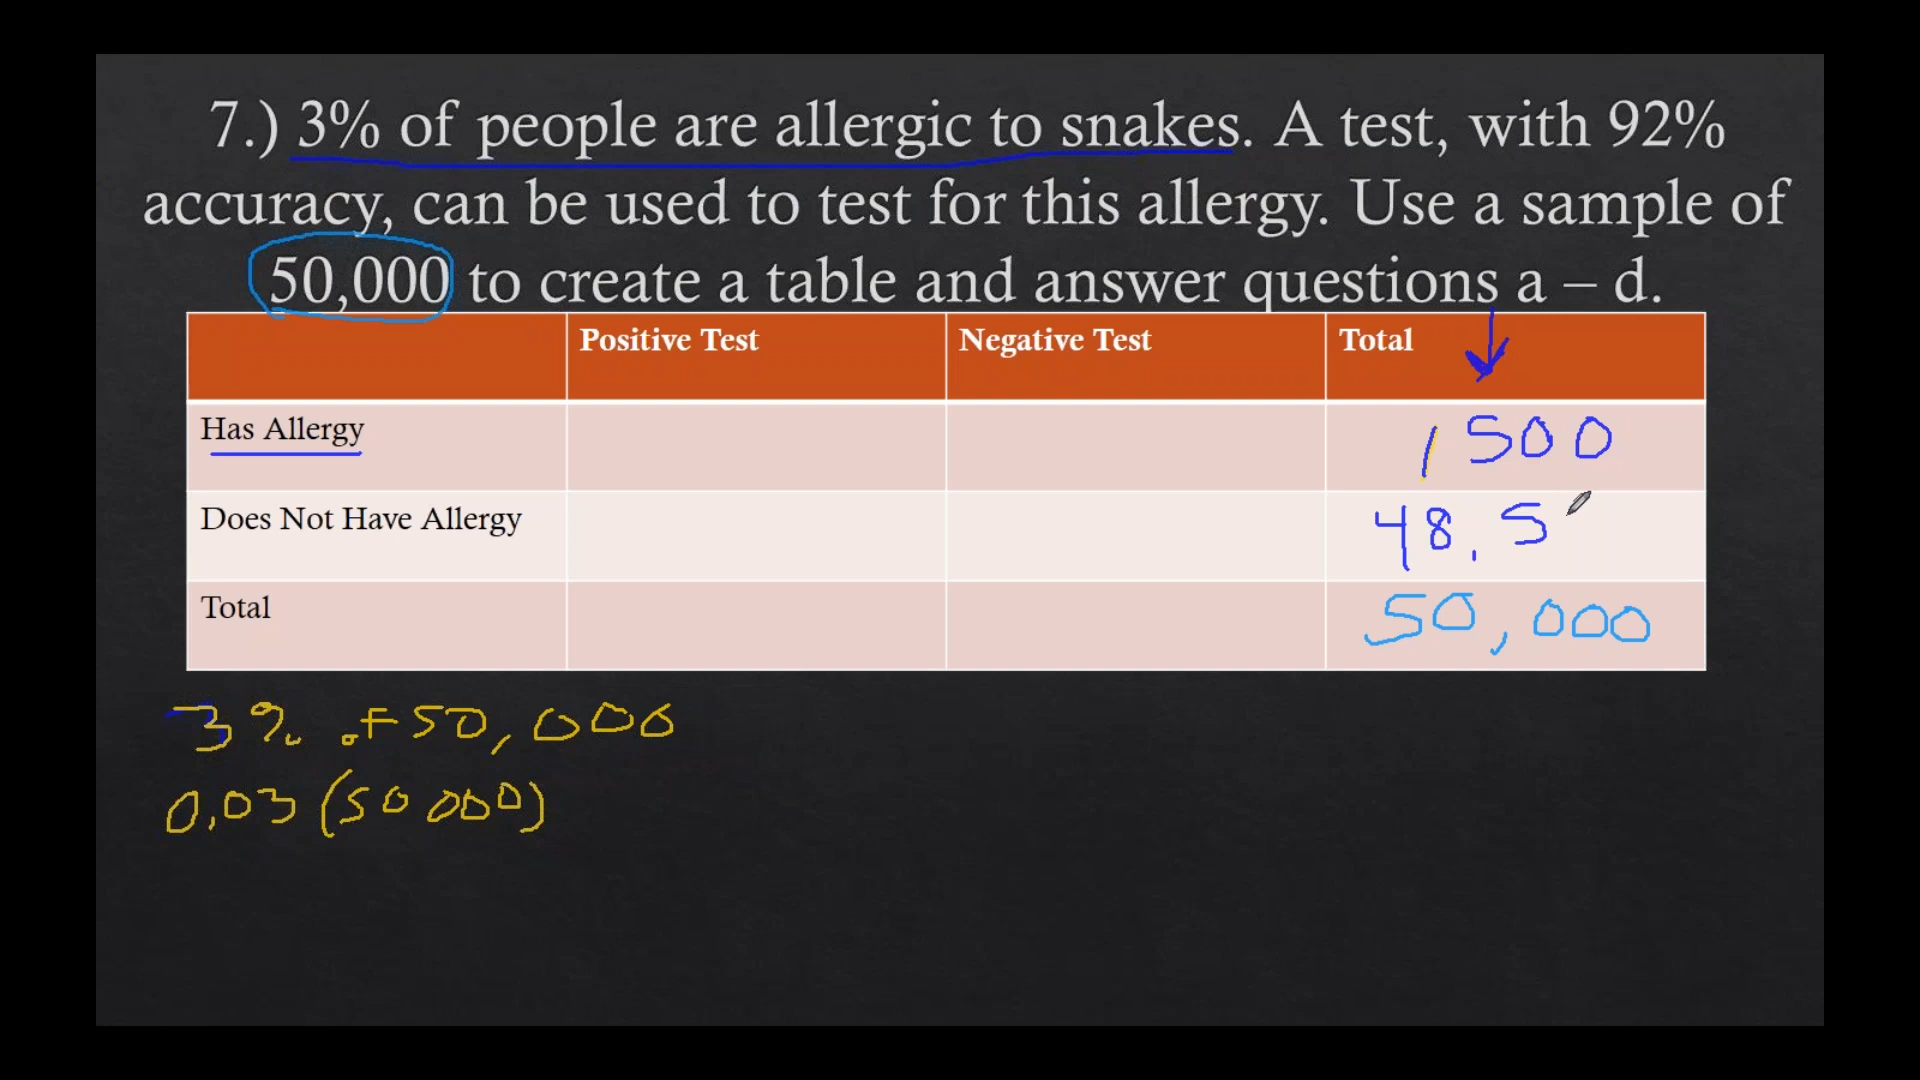 7.) 3% of people are allergic to snakes. A test, with 92%
accuracy, can be used to test for this allergy. Use a sample of
50,000 to create a table and answer questions a – d.
Positive Test Negative Test Total
Has Allergy 1500
Does Not Have Allergy 48,5
Total 50,000
3% of 50,000
0.03 (50000)